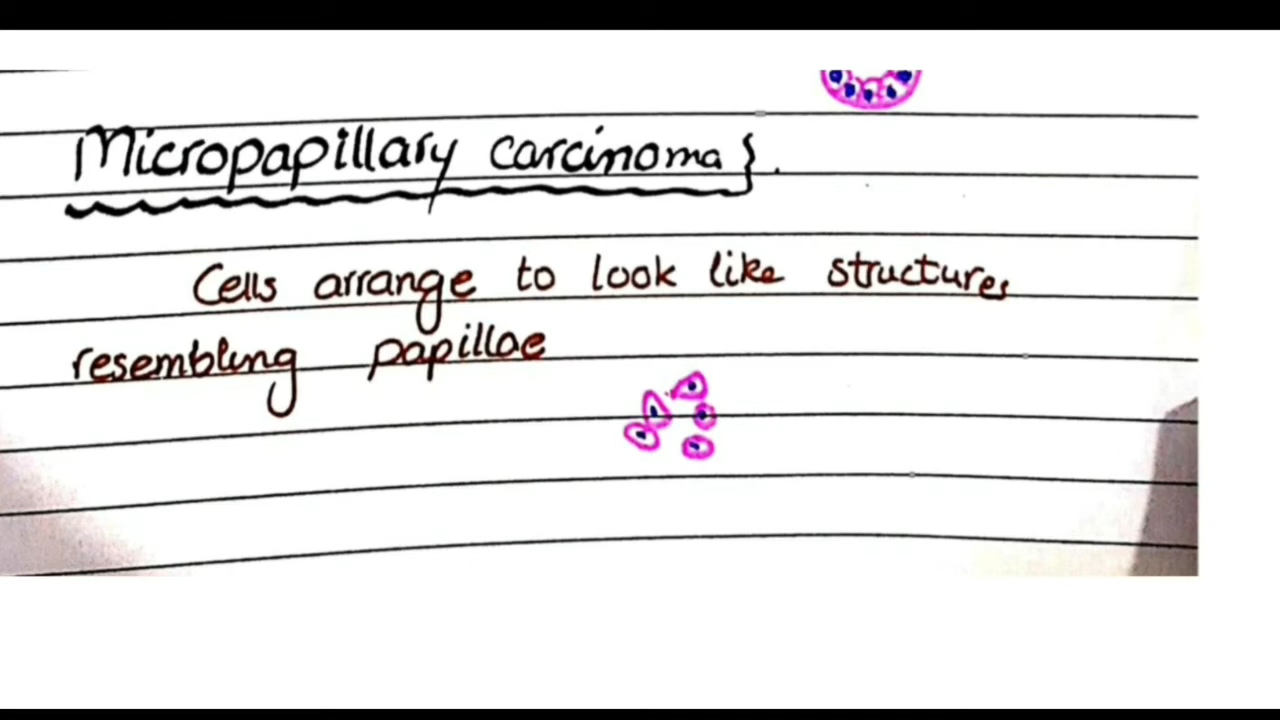 Micropapillary carcinoma }.
Cells arrange to look like structures
resembling papillae